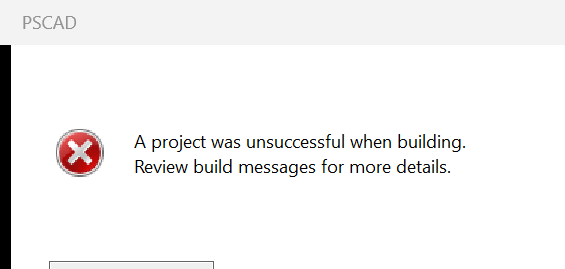 PSCAD
A project was unsuccessful when building.
Review build messages for more details.